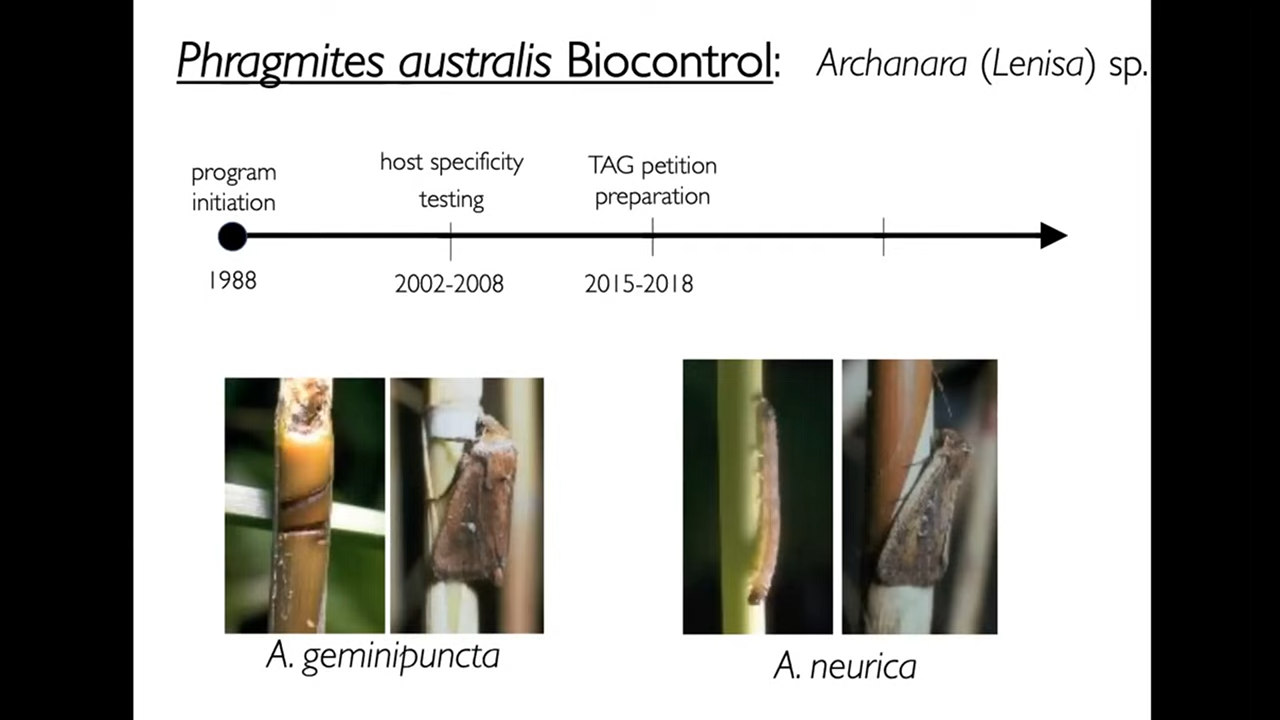 Phragmites australis Biocontrol: Archanara (Lenisa) sp.
program
initiation
host specificity
testing
TAG petition
preparation
1988
2002-2008
2015-2018
A. geminipuncta
A. neurica